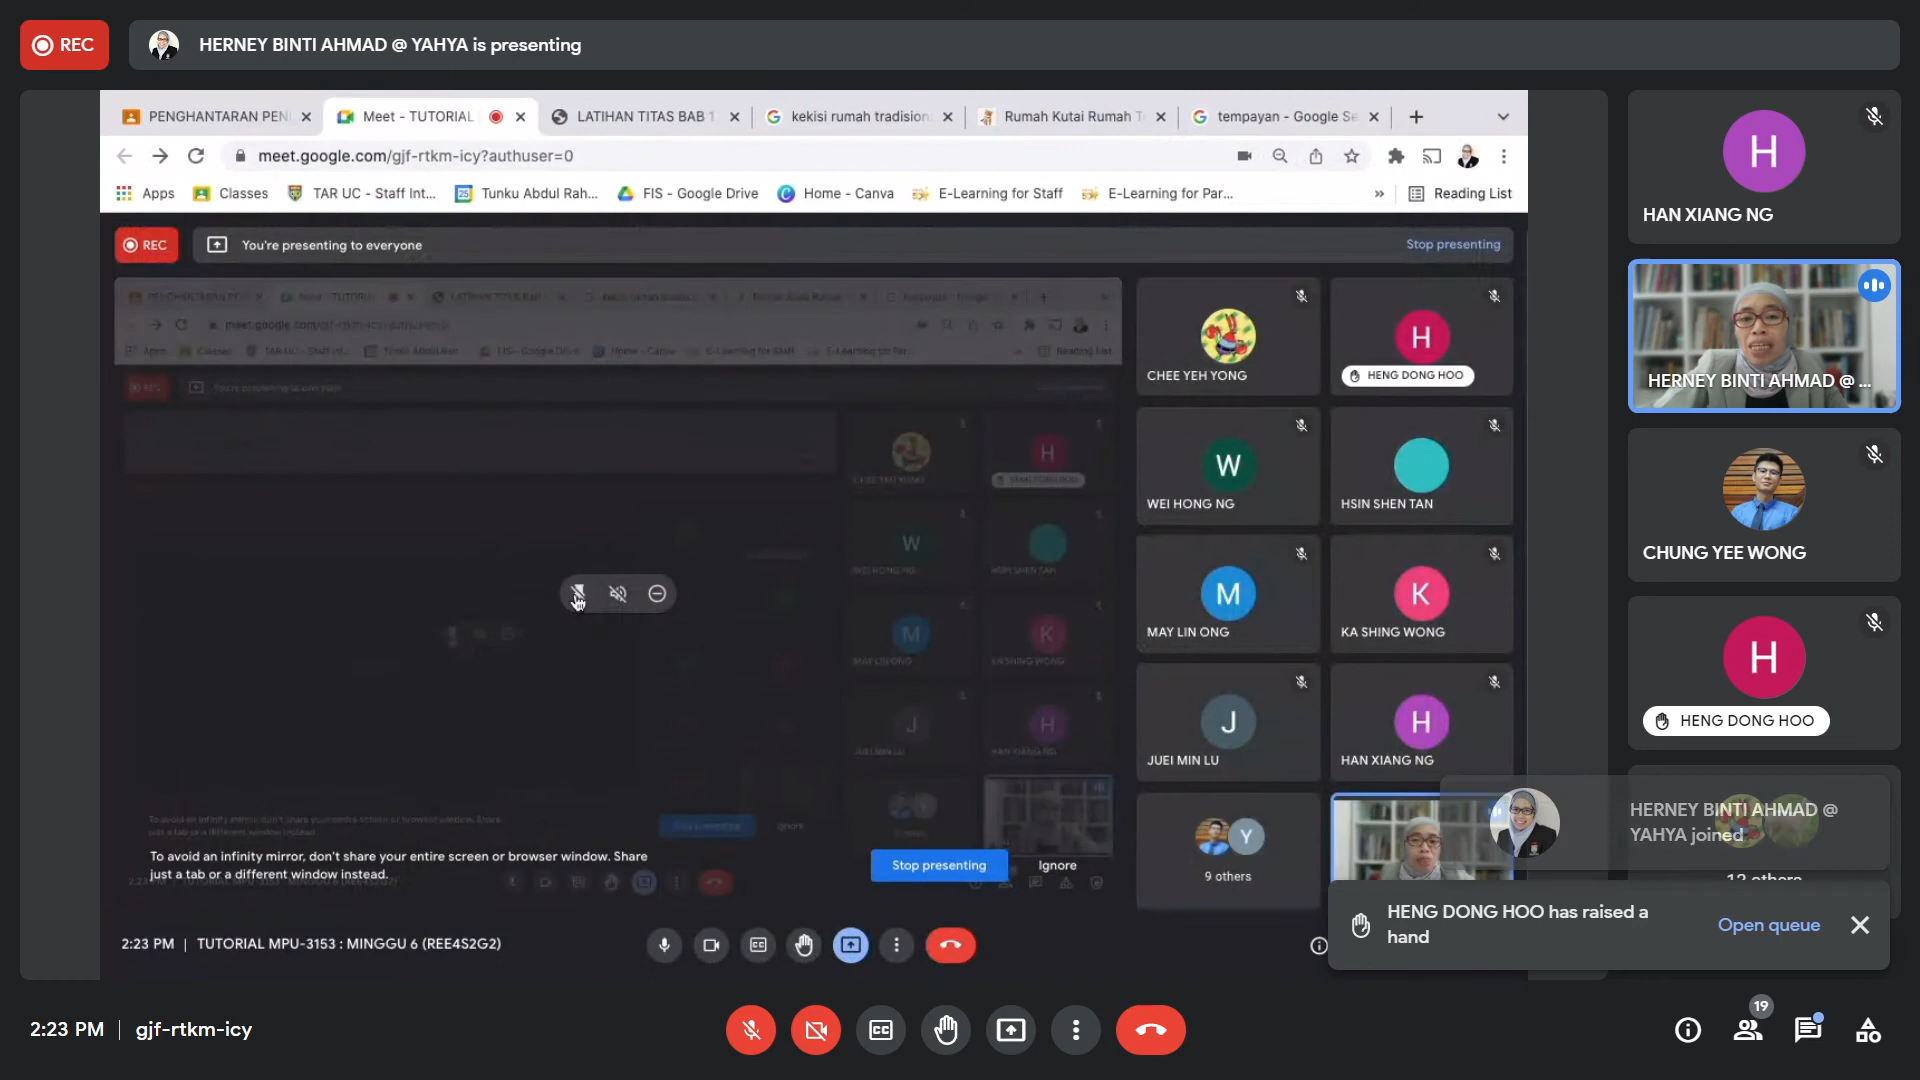 REC
HERNEY BINTI AHMAD @ YAHYA is presenting
PENGHANTARAN PEN
Meet - TUTORIAL
LATIHAN TITAS BAB 1
kekisi rumah tradision
Rumah Kutai Rumah T
tempayan - Google Se
meet.google.com/gjf-rtkm-icy?authuser=0
Apps
Classes
TAR UC - Staff Int...
Tunku Abdul Rah...
FIS - Google Drive
Home - Canva
E-Learning for Staff
E-Learning for Par...
»
Reading List
REC
You're presenting to everyone
Stop presenting
CHEE YEH YONG
H
HENG DONG HOO
W
WEI HONG NG
HSIN SHEN TAN
M
MAY LIN ONG
K
KA SHING WONG
J
JUEI MIN LU
H
HAN XIANG NG
Y
9 others
meet.google.com/gjf-rtkm-icy?authuser=0
H
W
M
K
J
H
To avoid an infinity mirror, don't share your entire screen or browser window. Share
just a tab or a different window instead.
Stop presenting
Ignore
2:23 PM | TUTORIAL MPU-3153 : MINGGU 6 (REE4S2G2)
H
HAN XIANG NG
HERNEY BINTI AHMAD @ ...
CHUNG YEE WONG
H
HENG DONG HOO
HERNEY BINTI AHMAD @
YAHYA joined
HENG DONG HOO has raised a
hand
Open queue
2:23 PM | gjf-rtkm-icy
19